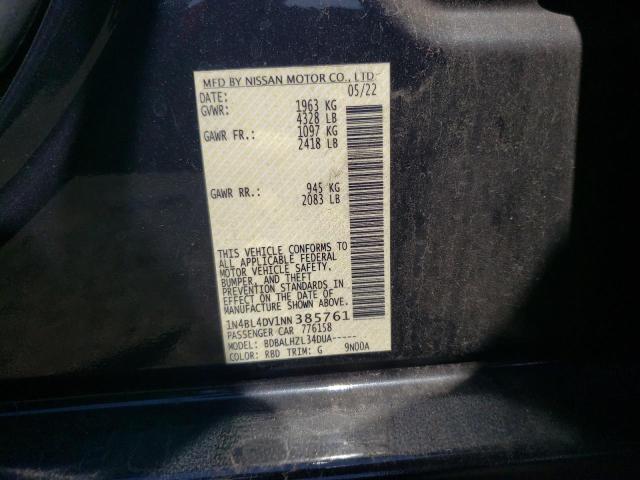 MFD BY NISSAN MOTOR CO., LTD
DATE: 05/22
GVWR: 1963 KG
4328 LB
GAWR FR.: 1097 KG
2418 LB
GAWR RR.: 945 KG
2083 LB
THIS VEHICLE CONFORMS TO
ALL APPLICABLE FEDERAL
MOTOR VEHICLE SAFETY,
BUMPER, AND THEFT
PREVENTION STANDARDS IN
EFFECT ON THE DATE OF
MANUFACTURE SHOWN ABOVE.
1N4BL4DV1NN385761
PASSENGER CAR 776158
MODEL: BDBALHZL34DUA-----
COLOR: RBD TRIM: G 9N00A